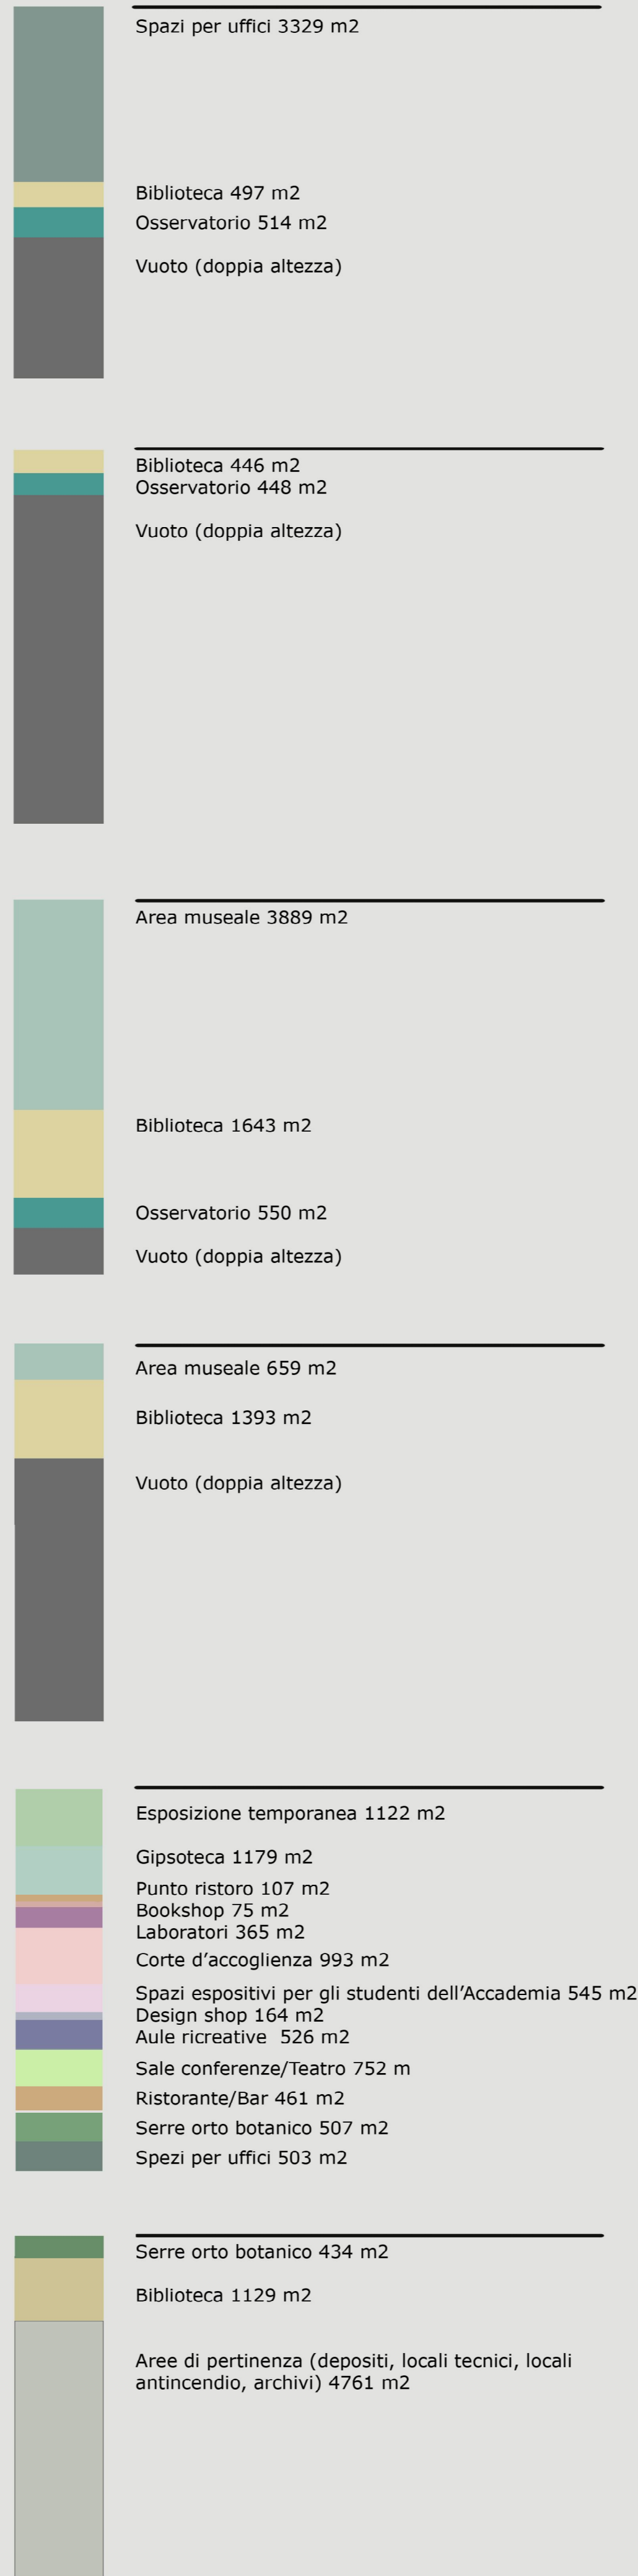 Spazi per uffici 3329 m2
Biblioteca 497 m2
Osservatorio 514 m2
Vuoto (doppia altezza)
Biblioteca 446 m2
Osservatorio 448 m2
Vuoto (doppia altezza)
Area museale 3889 m2
Biblioteca 1643 m2
Osservatorio 550 m2
Vuoto (doppia altezza)
Area museale 659 m2
Biblioteca 1393 m2
Vuoto (doppia altezza)
Esposizione temporanea 1122 m2
Gipsoteca 1179 m2
Punto ristoro 107 m2
Bookshop 75 m2
Laboratori 365 m2
Corte d’accoglienza 993 m2
Spazi espositivi per gli studenti dell’Accademia 545 m2
Design shop 164 m2
Aule ricreative 526 m2
Sale conferenze/Teatro 752 m
Ristorante/Bar 461 m2
Serre orto botanico 507 m2
Spezi per uffici 503 m2
Serre orto botanico 434 m2
Biblioteca 1129 m2
Aree di pertinenza (depositi, locali tecnici, locali
antincendio, archivi) 4761 m2